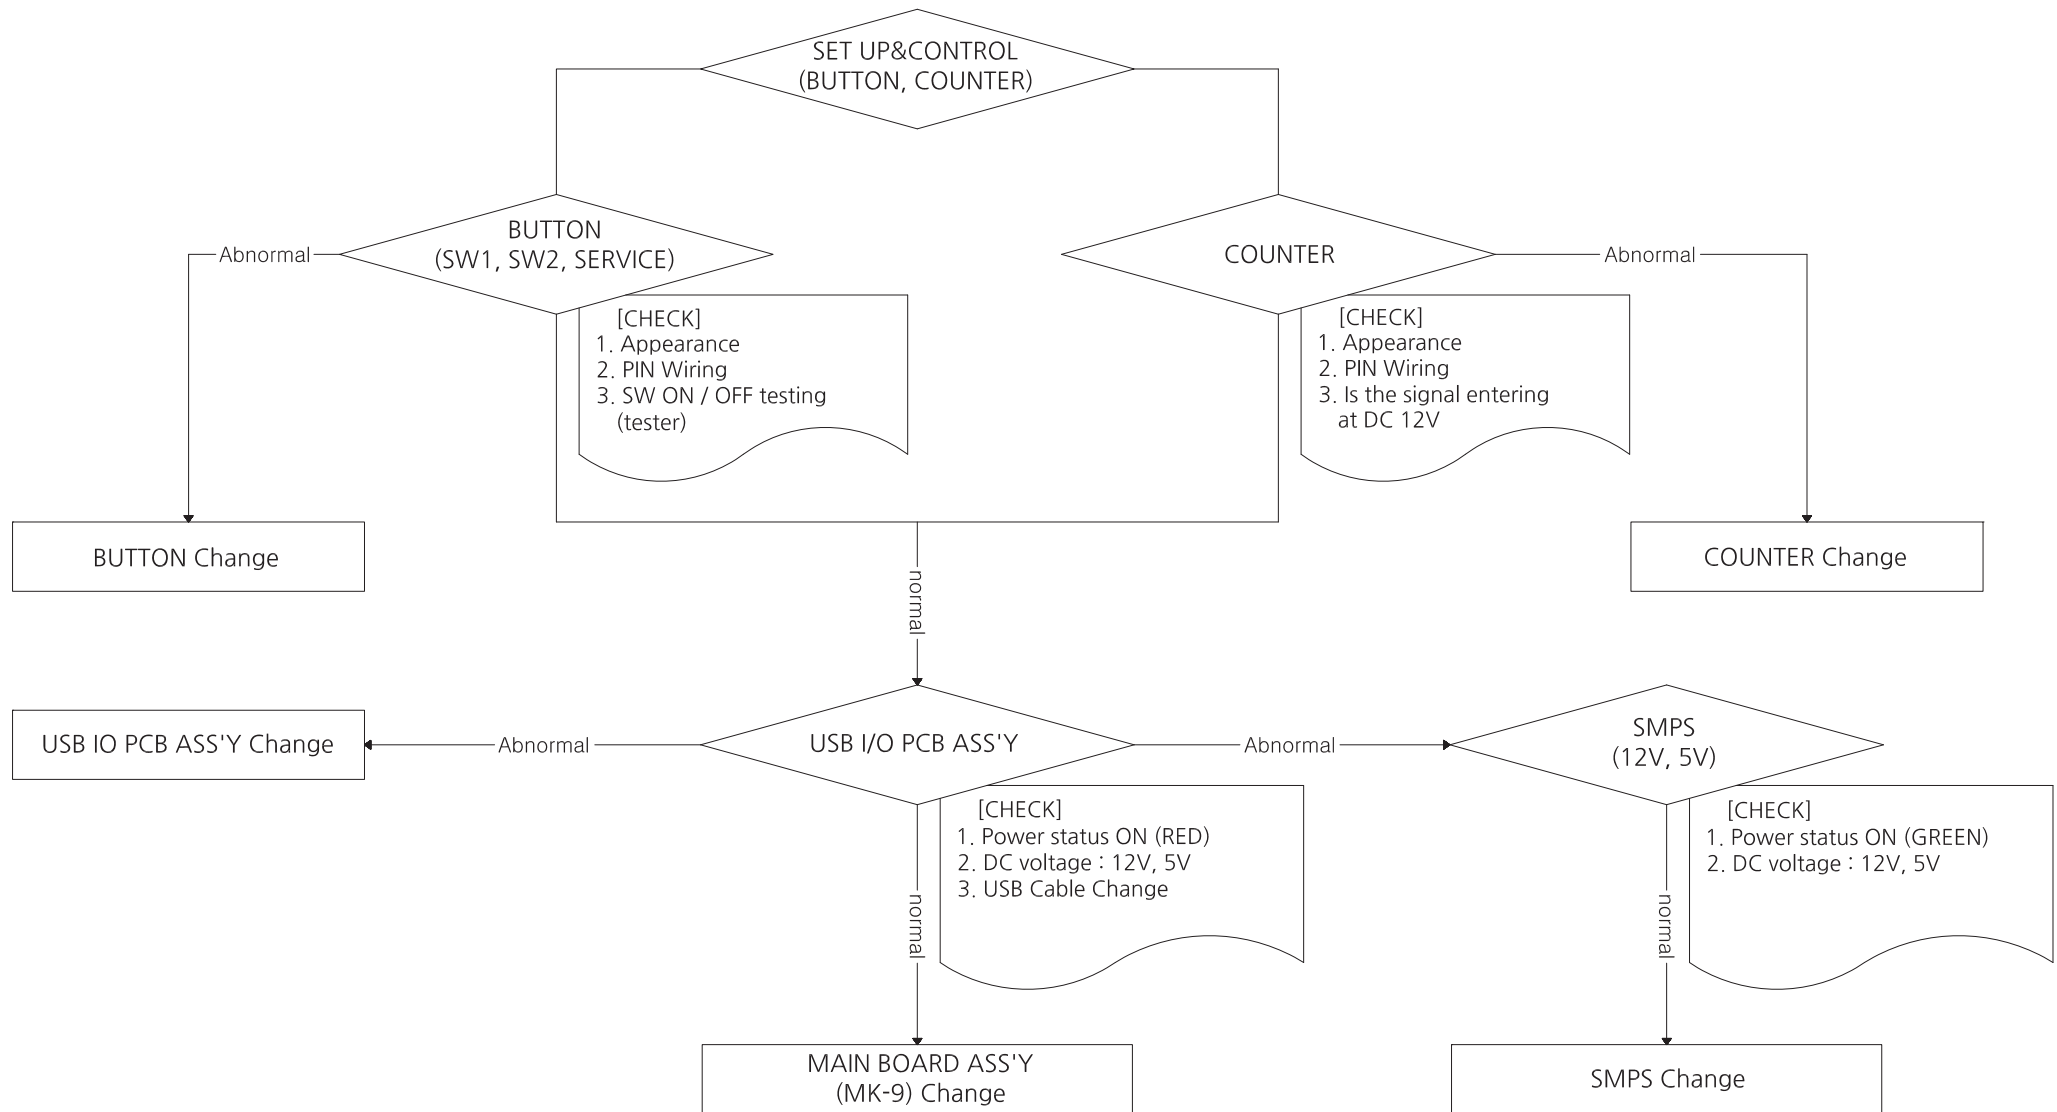 SET UP&CONTROL
(BUTTON, COUNTER)
BUTTON
(SW1, SW2, SERVICE)
Abnormal
COUNTER
Abnormal
[CHECK]
1. Appearance
2. PIN Wiring
3. SW ON / OFF testing
(tester)
[CHECK]
1. Appearance
2. PIN Wiring
3. Is the signal entering
at DC 12V
BUTTON Change
COUNTER Change
normal
USB IO PCB ASS'Y Change
Abnormal
USB I/O PCB ASS'Y
Abnormal
SMPS
(12V, 5V)
[CHECK]
1. Power status ON (RED)
2. DC voltage : 12V, 5V
3. USB Cable Change
[CHECK]
1. Power status ON (GREEN)
2. DC voltage : 12V, 5V
normal
normal
MAIN BOARD ASS'Y
(MK-9) Change
SMPS Change